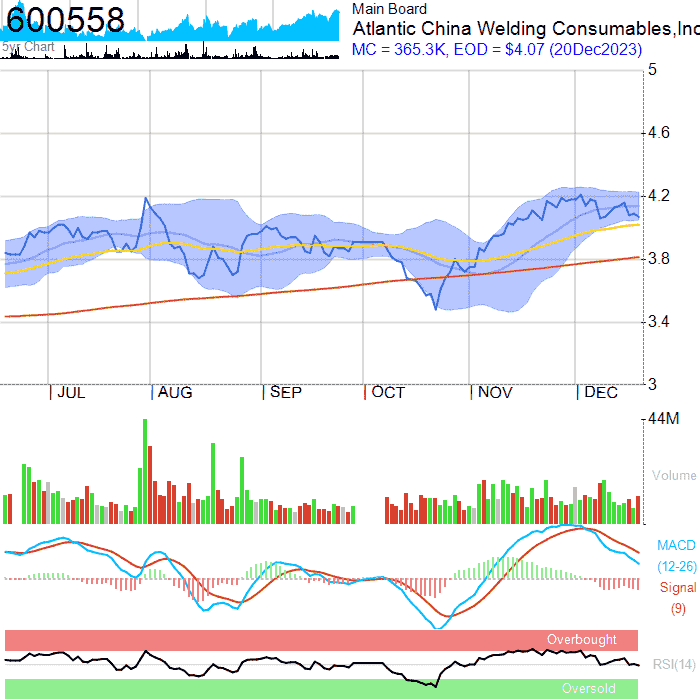 600558
5yr Chart
Main Board
Atlantic China Welding Consumables,Inc
MC = 365.3K, EOD = $4.07 (20Dec2023)
5
4.6
4.2
3.8
3.4
3
JUL AUG SEP OCT NOV DEC
44M
Volume
MACD
(12-26)
Signal
(9)
Overbought
RSI(14)
Oversold